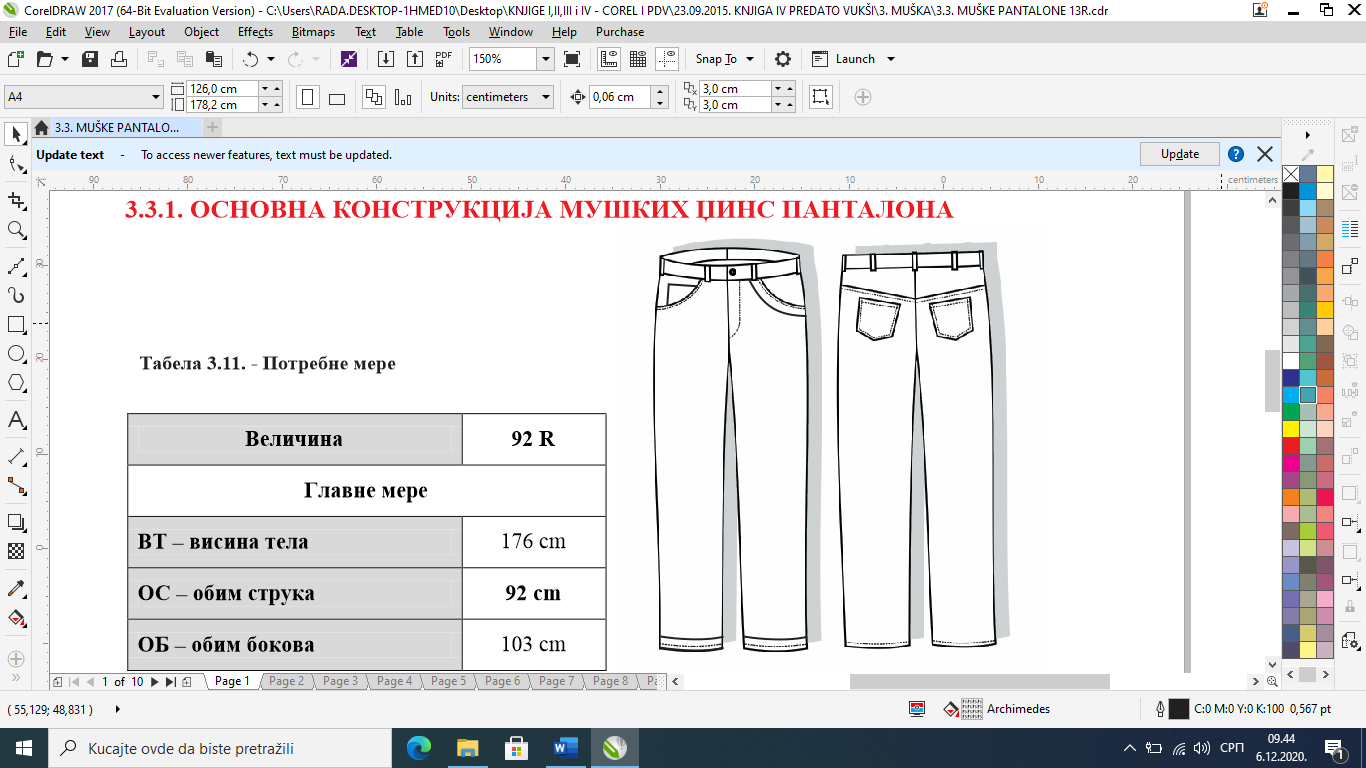 CorelDRAW 2017 (64-Bit Evaluation Version) - C:\Users\RADA.DESKTOP-1HMED10\Desktop\KNJIGE I,II,III i IV - COREL I PDV\23.09.2015. KNJIGA IV PREDATO VUKŠI\3. MUŠKA\3.3. MUŠKE PANTALONE 13R.cdr
File Edit View Layout Object Effects Bitmaps Text Table Tools Window Help Purchase
PDF 150% Snap To Launch
A4 126,0 cm 178,2 cm Units: centimeters 0,06 cm 3,0 cm 3,0 cm
3.3. MUŠKE PANTALO...
Update text - To access newer features, text must be updated. Update
90 80 70 60 50 40 30 20 10 0 10 20 centimeters
30
20
10
0
3.3.1. ОСНОВНА КОНСТРУКЦИЈА МУШКИХ ЏИНС ПАНТАЛОНА
Табела 3.11. - Потребне мере
Величина 92 R
Главне мере
ВТ – висина тела 176 cm
ОС – обим струка 92 cm
ОБ – обим бокова 103 cm
1 of 10 Page 1 Page 2 Page 3 Page 4 Page 5 Page 6 Page 7 Page 8
( 55,129; 48,831 ) Archimedes C:0 M:0 Y:0 K:100 0,567 pt
Kucajte ovde da biste pretražili
СРП
09.44
6.12.2020.
1